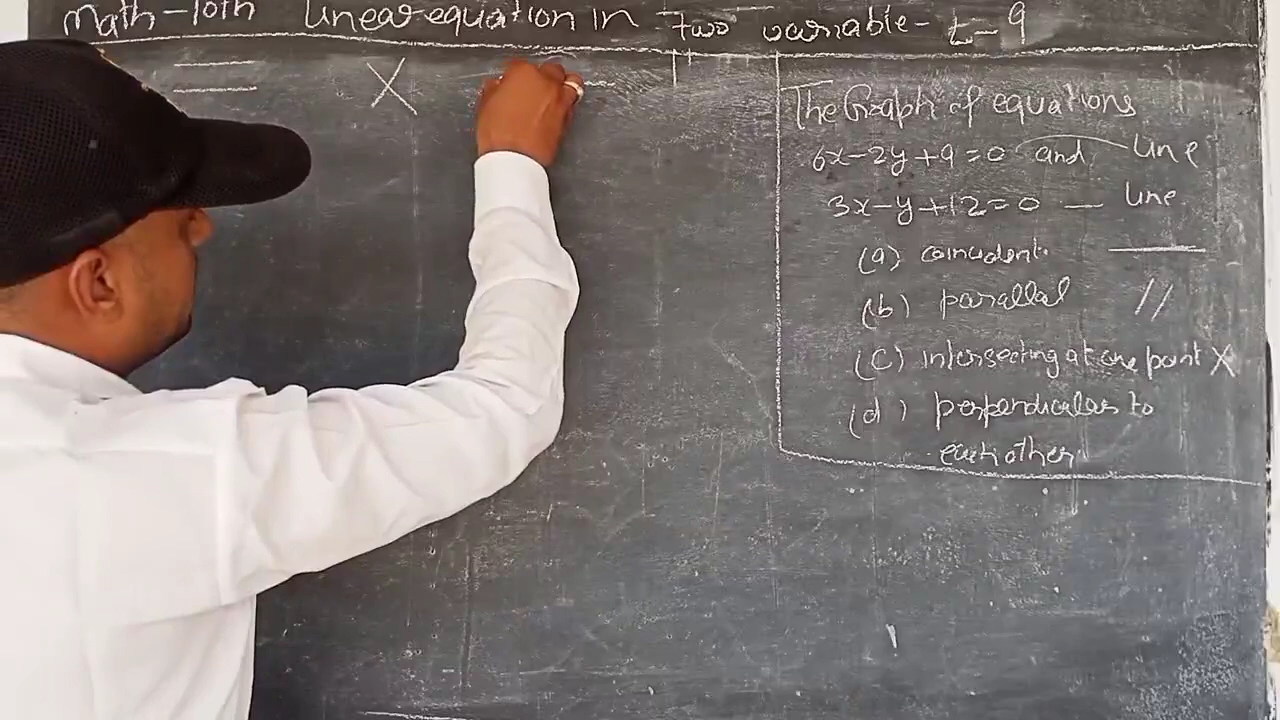 Math-10th Linear equation in two variable - L-9
The Graph of equations
6x-2y+9=0 and line
3x-y+12=0 — line
(a) coincident.
(b) parallal //
(C) intersecting at one point X
(d) perpendicular to
each other